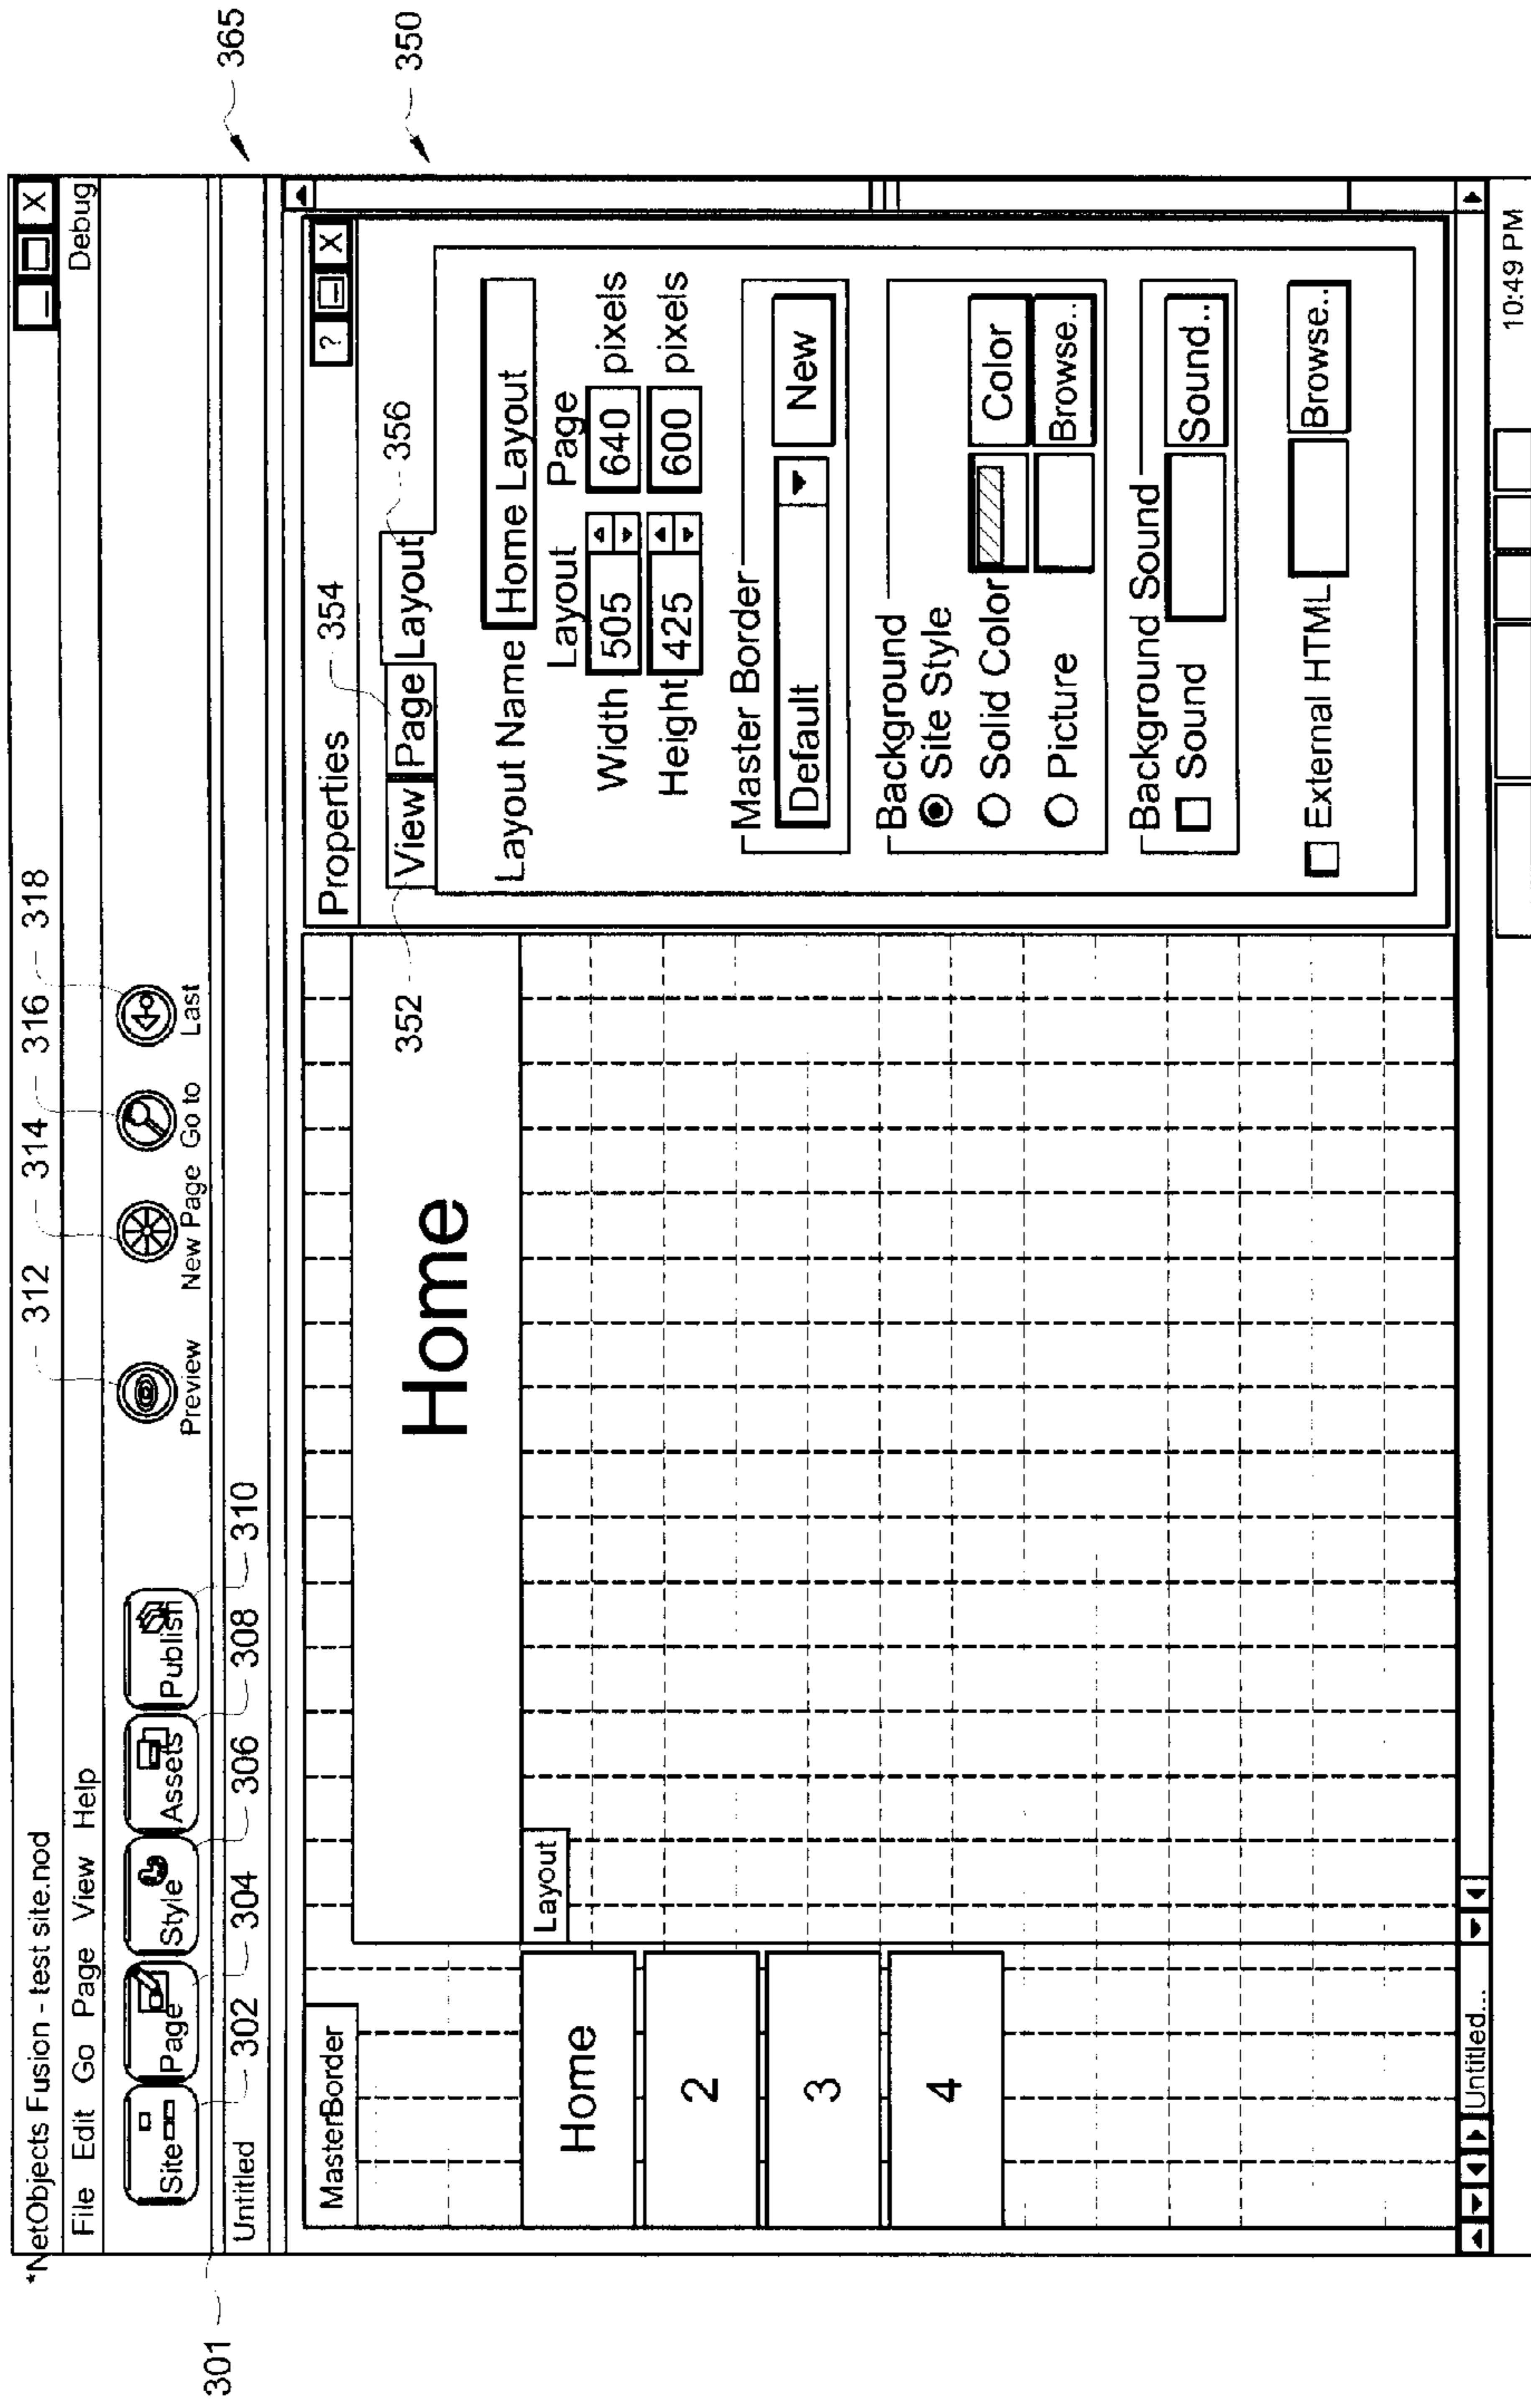 *NetObjects Fusion - test site.nod
312 314 316 318
File Edit Go Page View Help Debug
301
Site Page Style Assets Publish
Preview New Page Go to Last
Untitled 302 304 306 308 310
365
MasterBorder
Home
352
Layout
Home
2
3
4
Properties ? X
350
354
356
View Page Layout
Layout Name Home Layout
Layout Page
Width 505 640 pixels
Height 425 600 pixels
Master Border
Default New
Background
Site Style
Solid Color Color
Picture Browse..
Background Sound
Sound Sound..
External HTML Browse..
Untitled...
10:49 PM